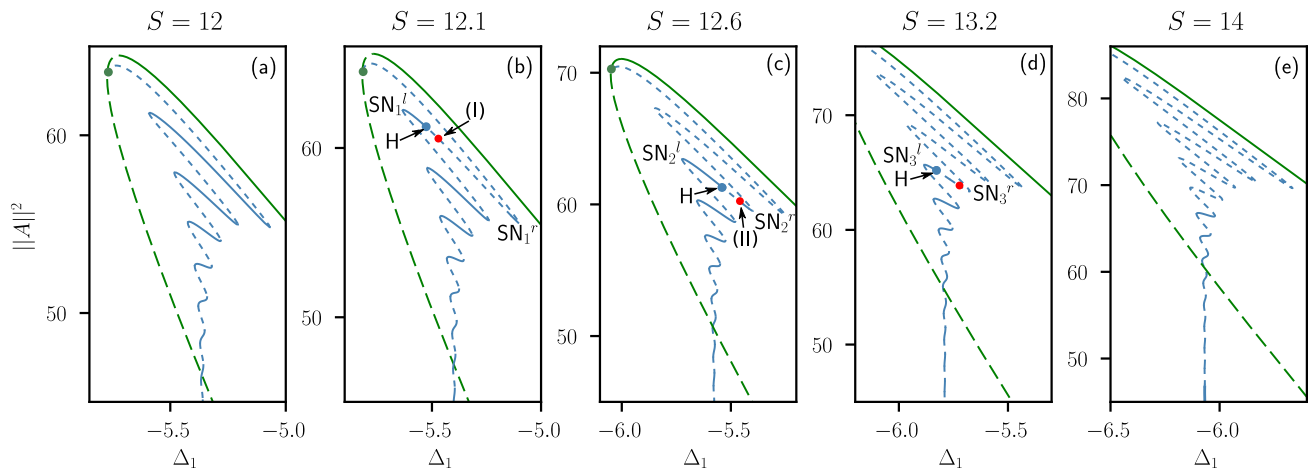 S = 12
S = 12.1
S = 12.6
S = 13.2
S = 14
||A||²
(a)
60
50
−5.5
−5.0
Δ₁
(b)
SN₁ˡ
(I)
H
SN₁ʳ
60
50
−5.5
−5.0
Δ₁
(c)
70
SN₂ˡ
H
(II)
SN₂ʳ
60
50
−6.0
−5.5
Δ₁
(d)
70
SN₃ˡ
H
SN₃ʳ
60
50
−6.0
−5.5
Δ₁
(e)
80
70
60
50
−6.5
−6.0
Δ₁